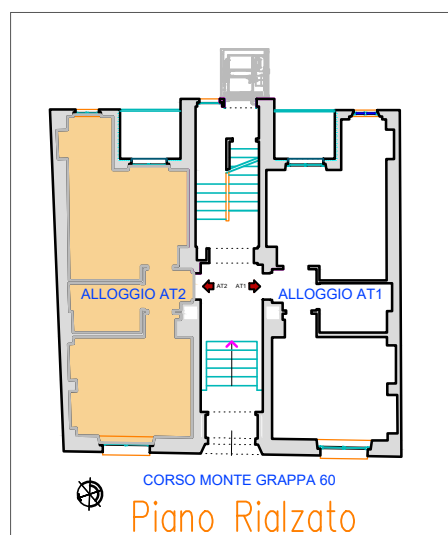 ALLOGGIO AT2
AT2
AT1
ALLOGGIO AT1
CORSO MONTE GRAPPA 60
Piano Rialzato